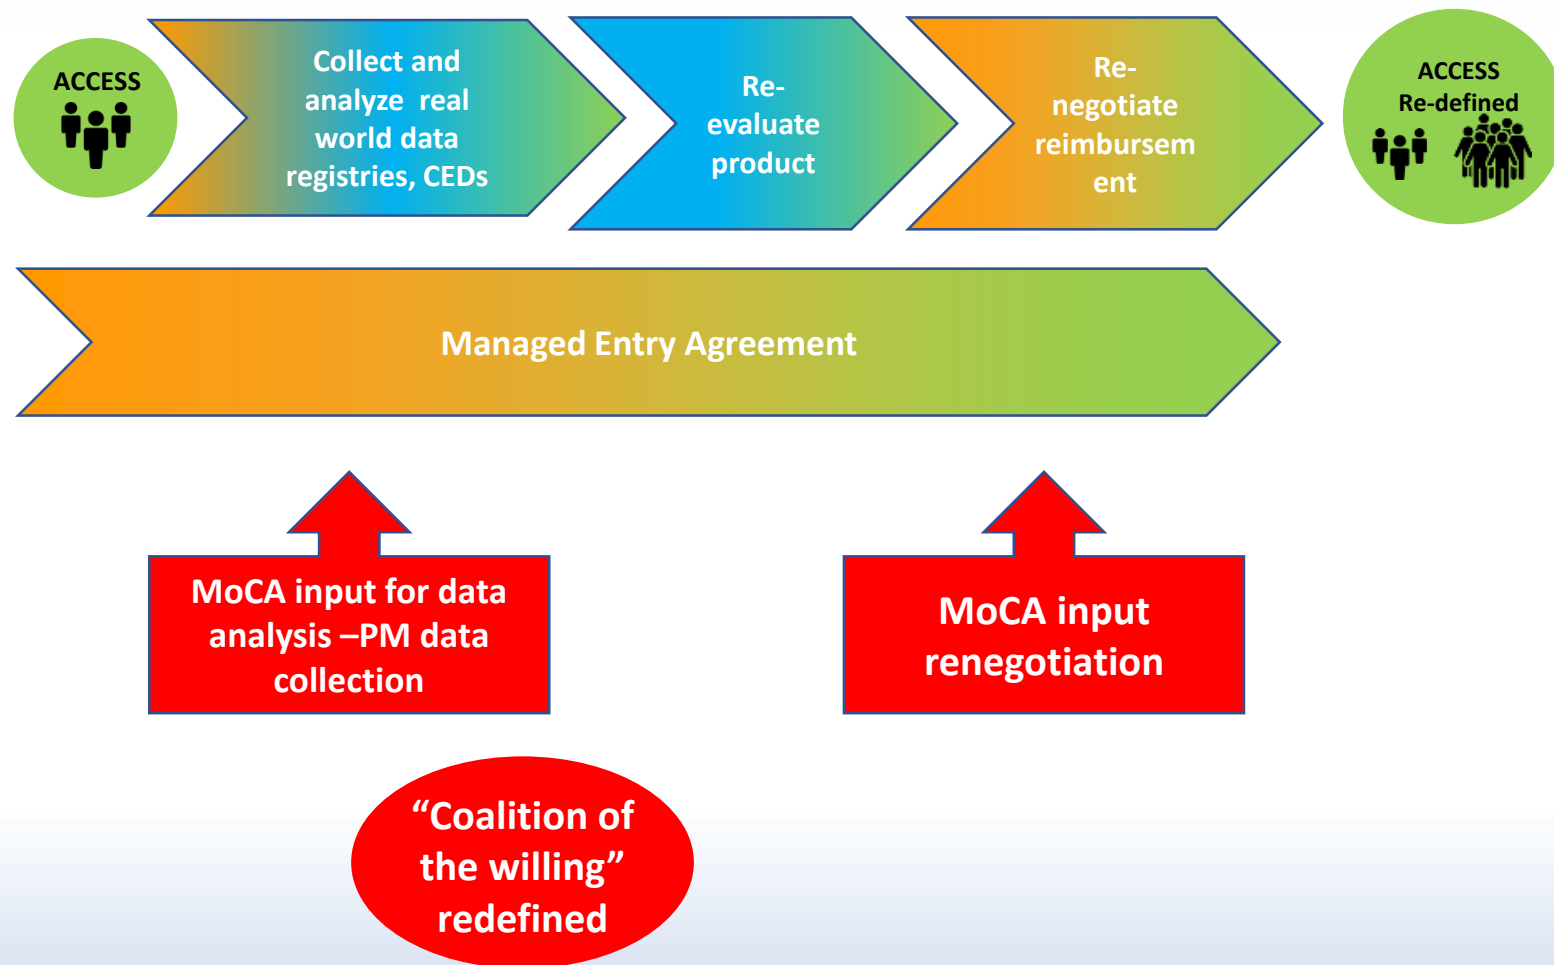 ACCESS
Collect and
analyze real
world data
registries, CEDs
Re-
evaluate
product
Re-
negotiate
reimbursem
ent
ACCESS
Re-defined
Managed Entry Agreement
MoCA input for data
analysis –PM data
collection
MoCA input
renegotiation
“Coalition of
the willing”
redefined